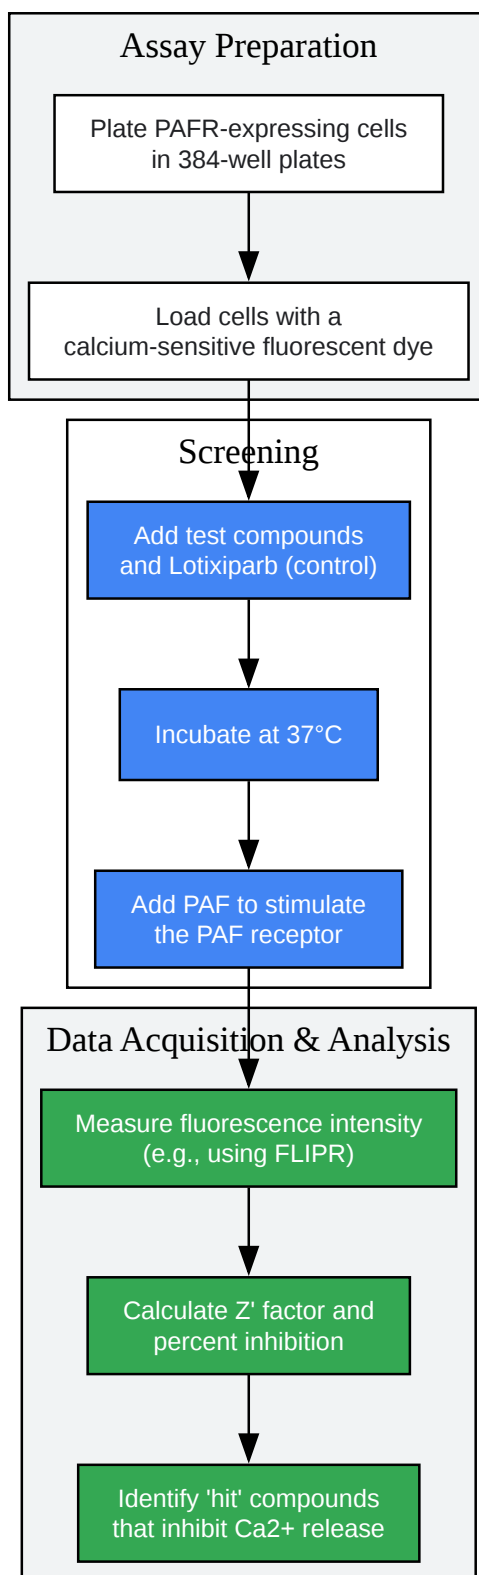 Assay Preparation
Plate PAFR-expressing cells
in 384-well plates
Load cells with a
calcium-sensitive fluorescent dye
Screening
Add test compounds
and Lotixiparb (control)
Incubate at 37°C
Add PAF to stimulate
the PAF receptor
Data Acquisition & Analysis
Measure fluorescence intensity
(e.g., using FLIPR)
Calculate Z' factor and
percent inhibition
Identify 'hit' compounds
that inhibit Ca2+ release